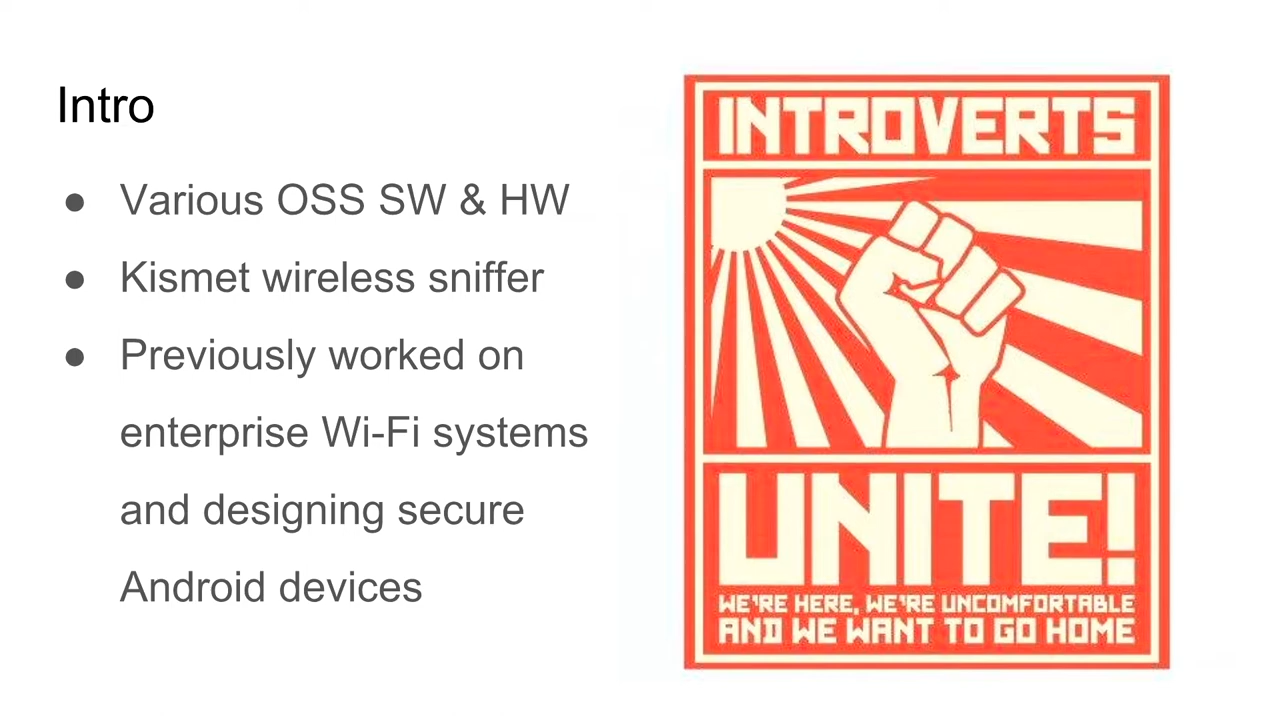 Intro
● Various OSS SW & HW
● Kismet wireless sniffer
● Previously worked on
enterprise Wi-Fi systems
and designing secure
Android devices
INTROVERTS
UNITE!
WE'RE HERE, WE'RE UNCOMFORTABLE
AND WE WANT TO GO HOME